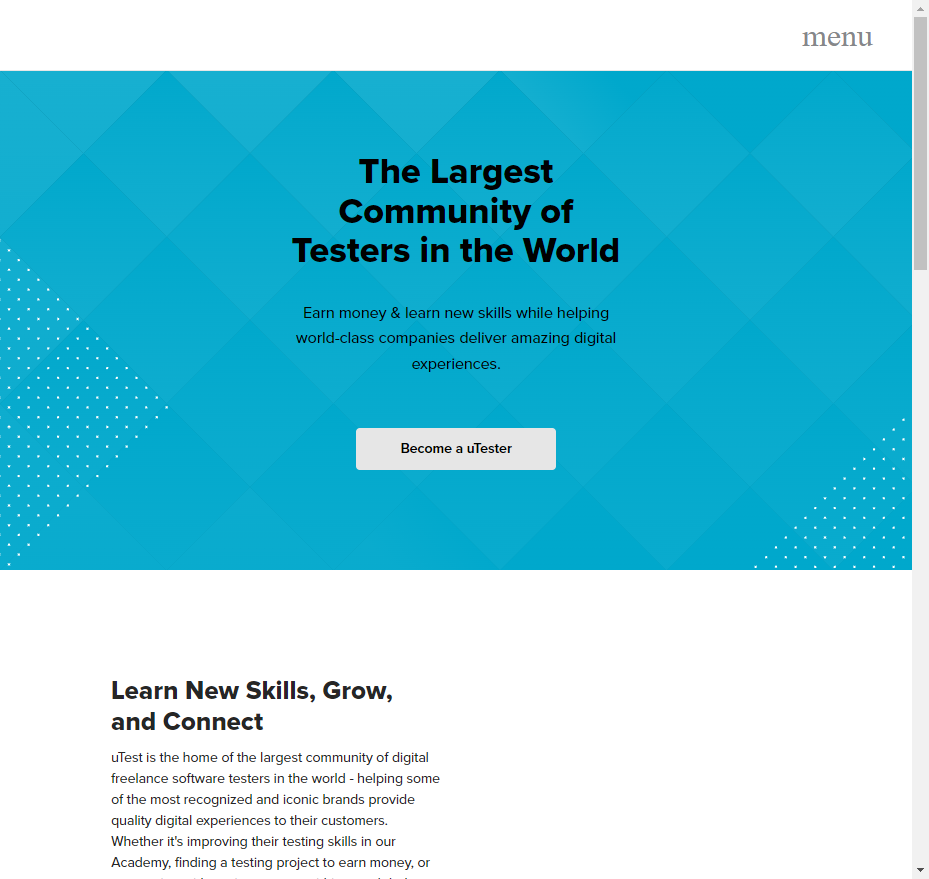 menu
The Largest
Community of
Testers in the World
Earn money & learn new skills while helping
world-class companies deliver amazing digital
experiences.
Become a uTester
Learn New Skills, Grow,
and Connect
uTest is the home of the largest community of digital
freelance software testers in the world - helping some
of the most recognized and iconic brands provide
quality digital experiences to their customers.
Whether it's improving their testing skills in our
Academy, finding a testing project to earn money, or